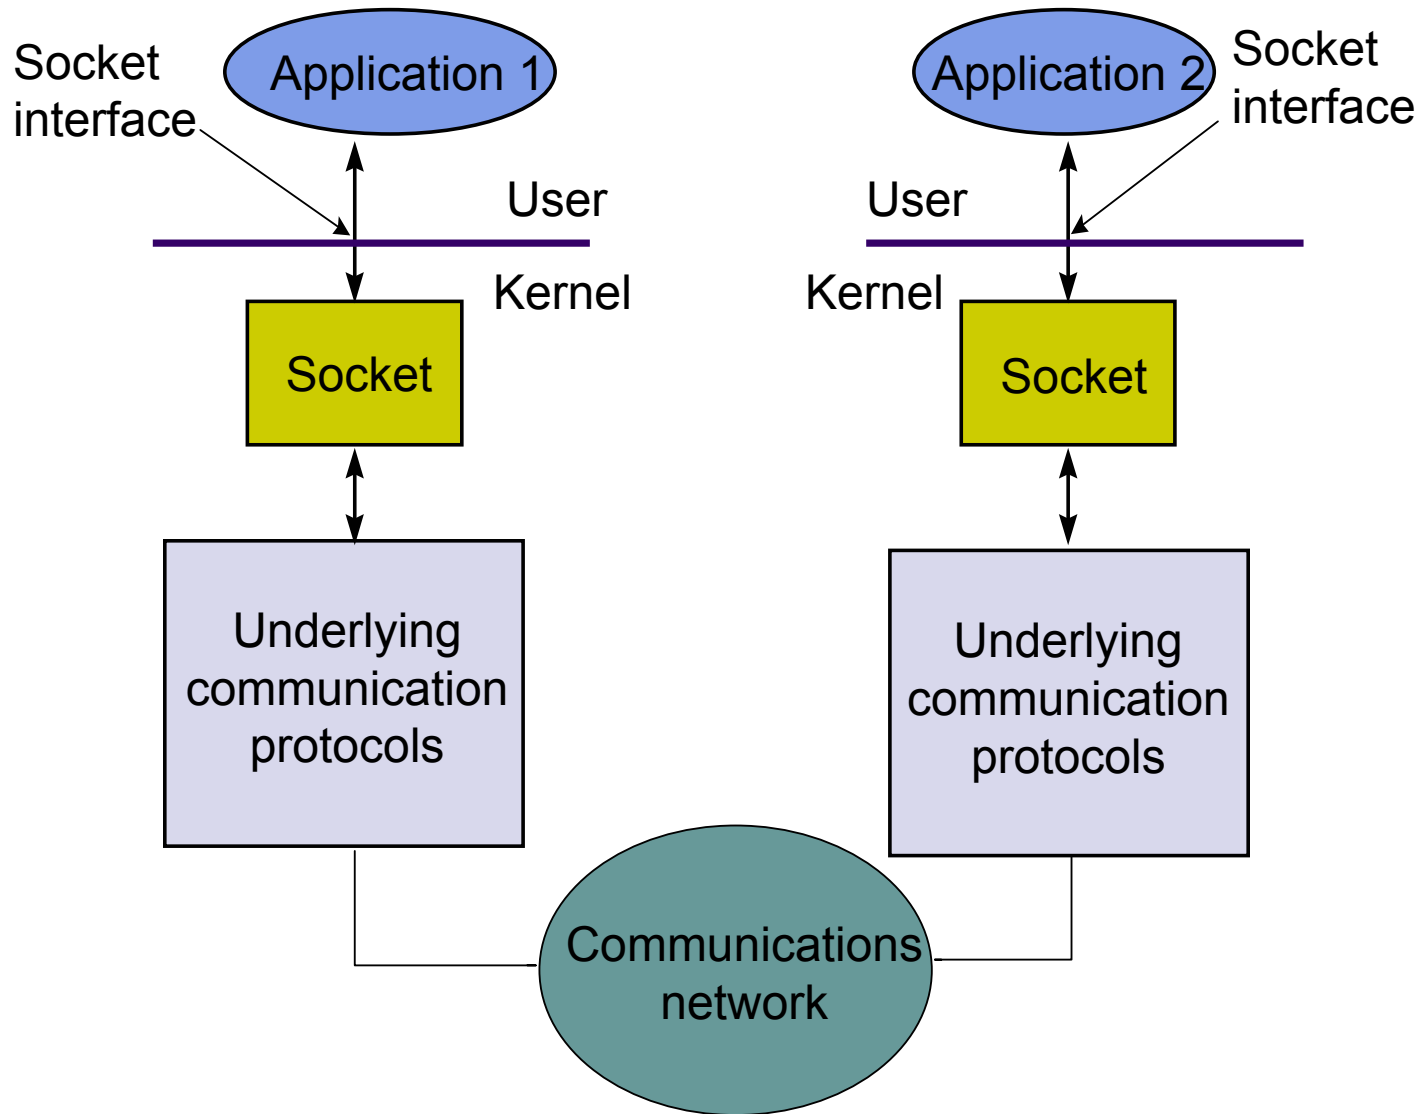 Socket
interface
Application 1
Application 2
Socket
interface
User
User
Kernel
Kernel
Socket
Socket
Underlying
communication
protocols
Underlying
communication
protocols
Communications
network